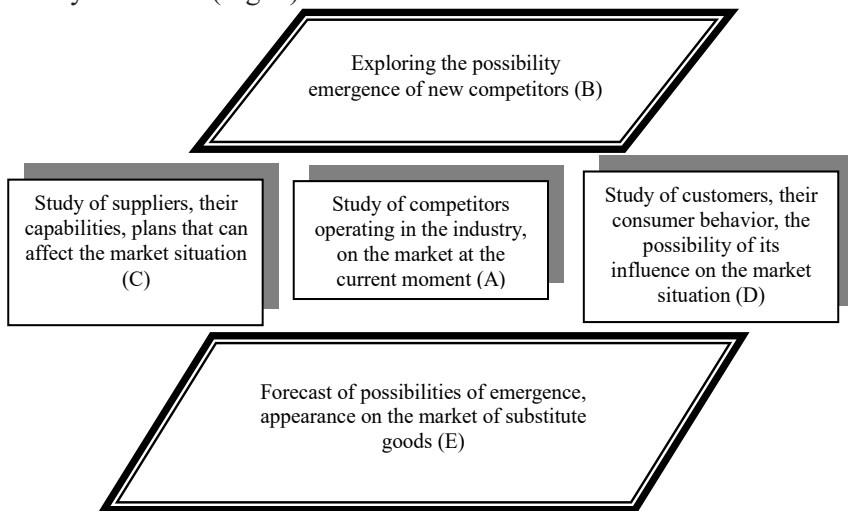 Exploring the possibility
emergence of new competitors (B)
Study of suppliers, their
capabilities, plans that can
affect the market situation
(C)
Study of competitors
operating in the industry,
on the market at the
current moment (A)
Study of customers, their
consumer behavior, the
possibility of its
influence on the market
situation (D)
Forecast of possibilities of emergence,
appearance on the market of substitute
goods (E)